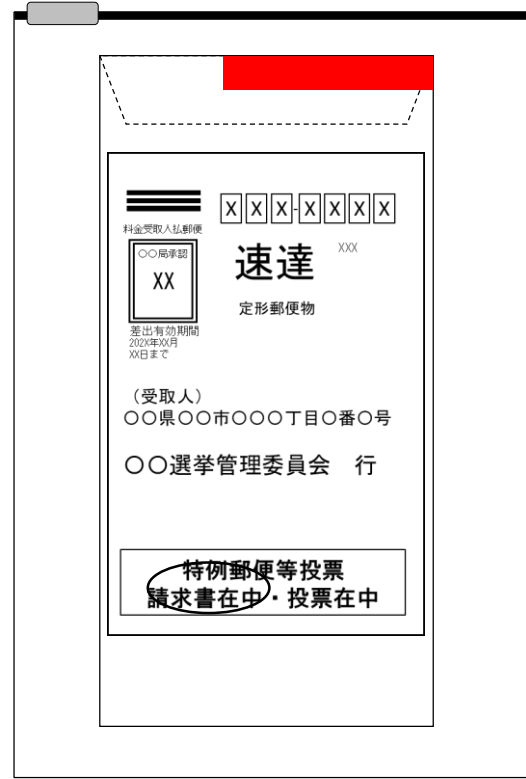 XXX-XXXX
料金受取人払郵便
〇〇局承認
XX
速達
XXX
定形郵便物
差出有効期間
202X年XX月
XX日まで
（受取人）
〇〇県〇〇市〇〇〇丁目〇番〇号
〇〇選挙管理委員会　行
特例郵便等投票
請求書在中・投票在中